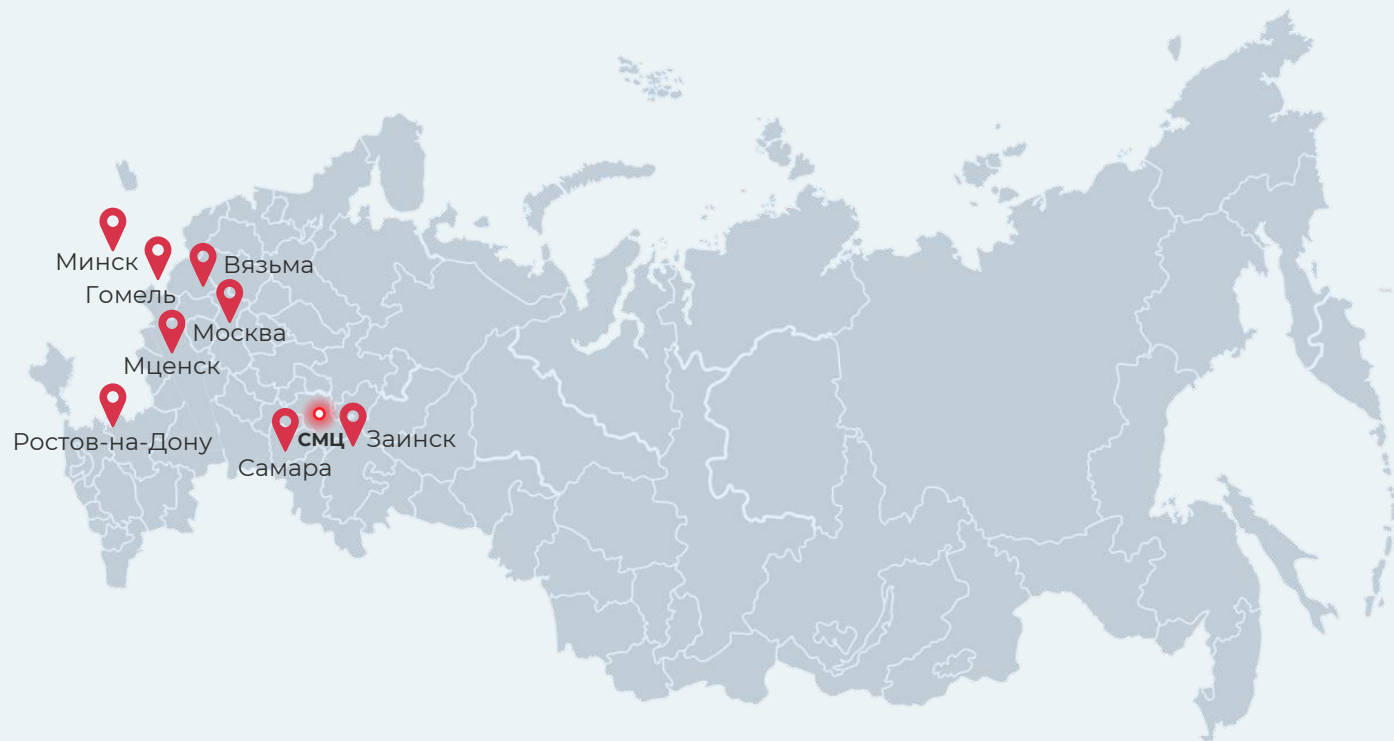 Минск
Вязьма
Гомель
Москва
Мценск
Ростов-на-Дону
СМЦ
Заинск
Самара